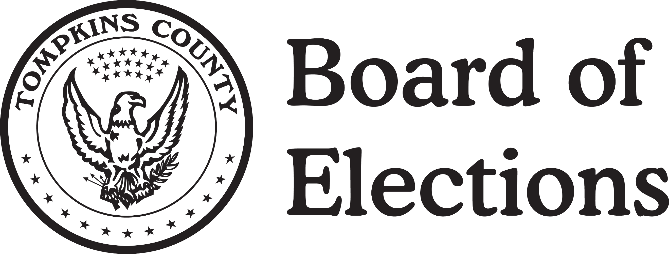 TOMPKINS COUNTY
Board of
Elections